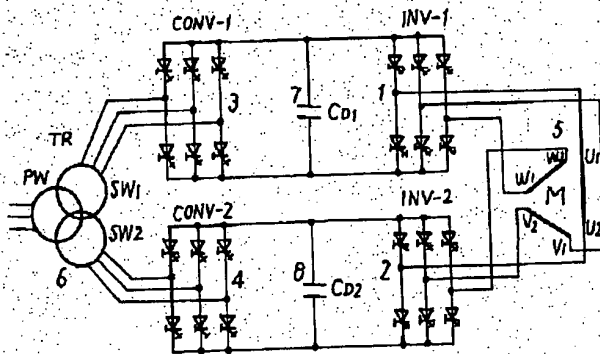 CONV-1
INV-1
3
7
CD1
1
5
TR
PW
SW1
SW2
6
W1
U1
W1
M
V2
V1
U2
CONV-2
INV-2
4
8
CD2
2